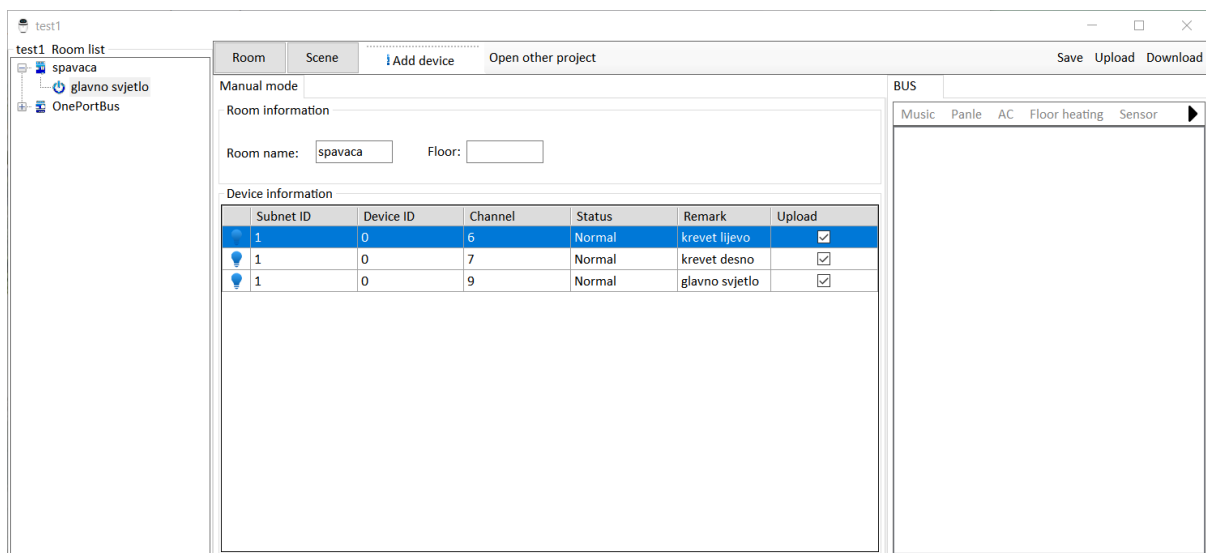 test1
test1 Room list
spavaca
glavno svjetlo
OnePortBus
Room Scene Add device Open other project Save Upload Download
Manual mode
Room information
Room name: spavaca Floor:
Device information
Subnet ID Device ID Channel Status Remark Upload
1 0 6 Normal krevet lijevo
1 0 7 Normal krevet desno
1 0 9 Normal glavno svjetlo
BUS
Music Panle AC Floor heating Sensor